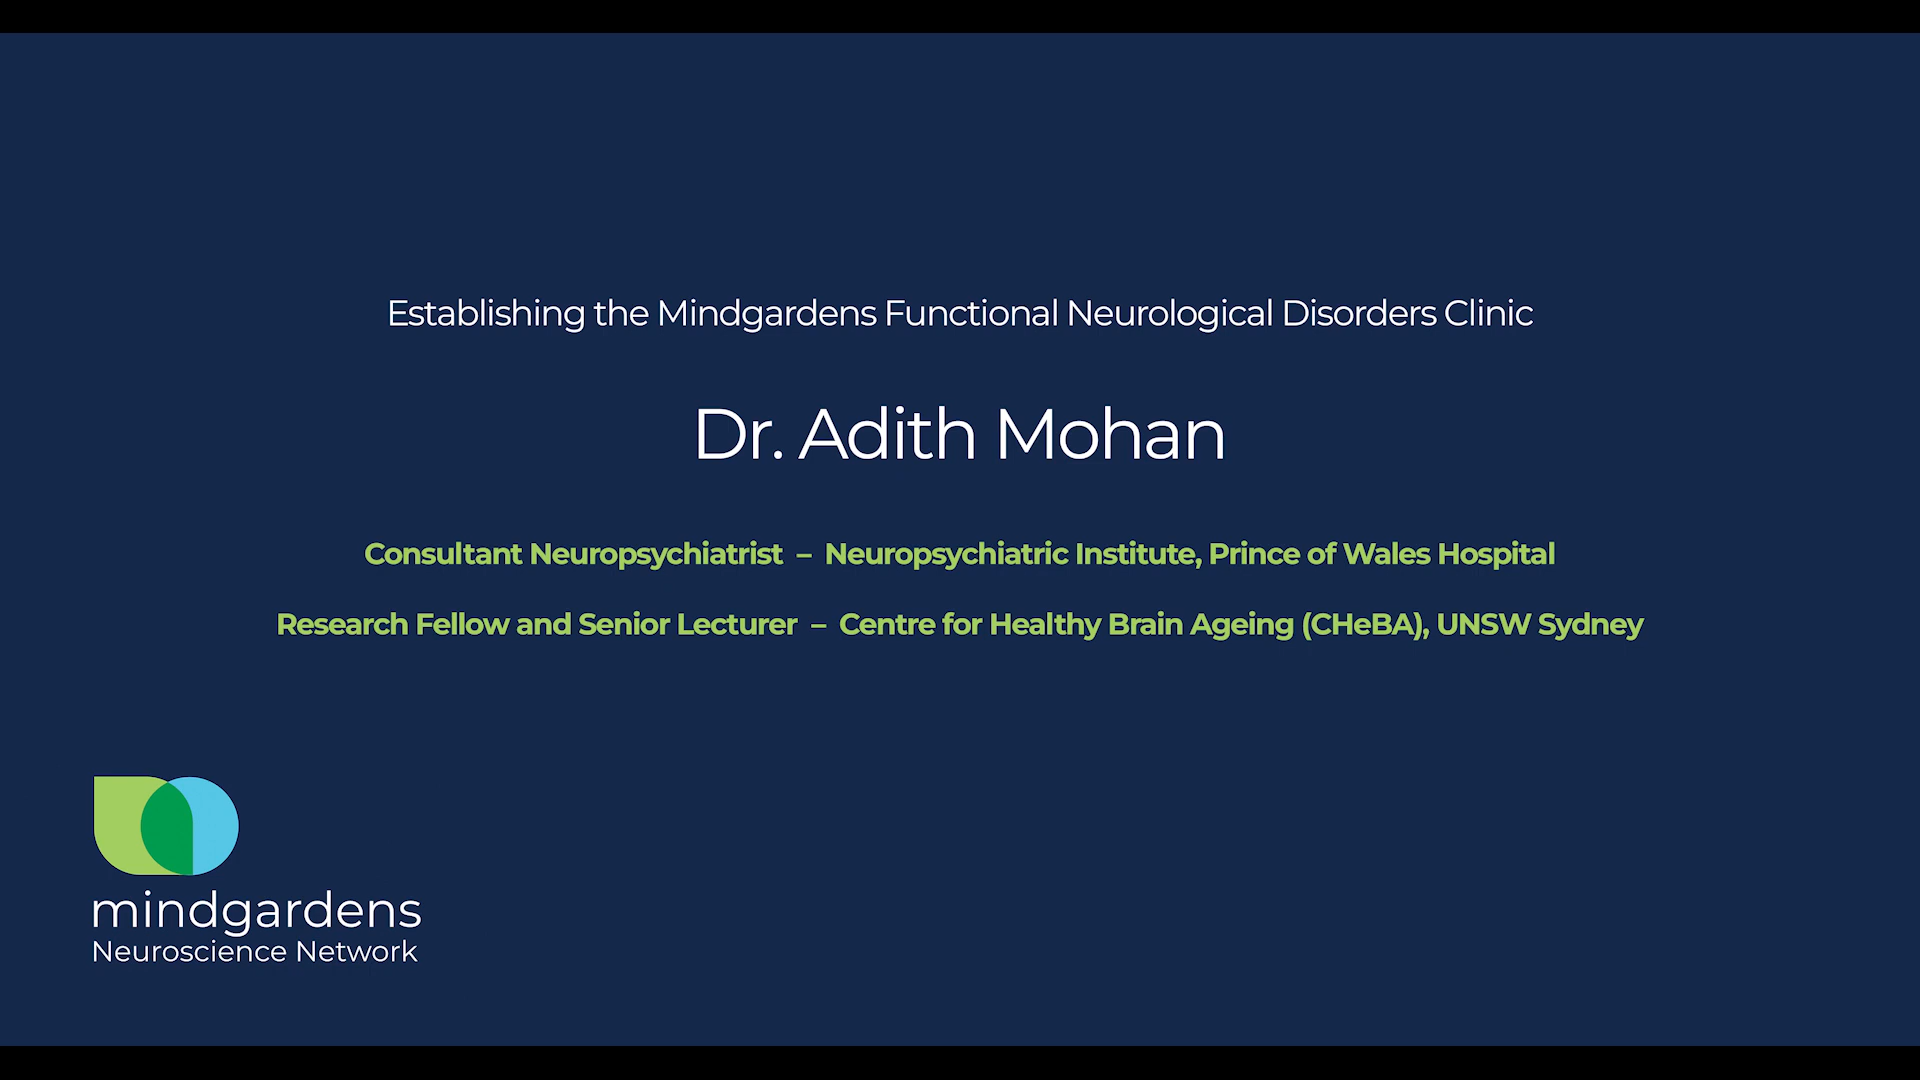 Establishing the Mindgardens Functional Neurological Disorders Clinic
Dr. Adith Mohan
Consultant Neuropsychiatrist – Neuropsychiatric Institute, Prince of Wales Hospital
Research Fellow and Senior Lecturer – Centre for Healthy Brain Ageing (CHeBA), UNSW Sydney
mindgardens
Neuroscience Network